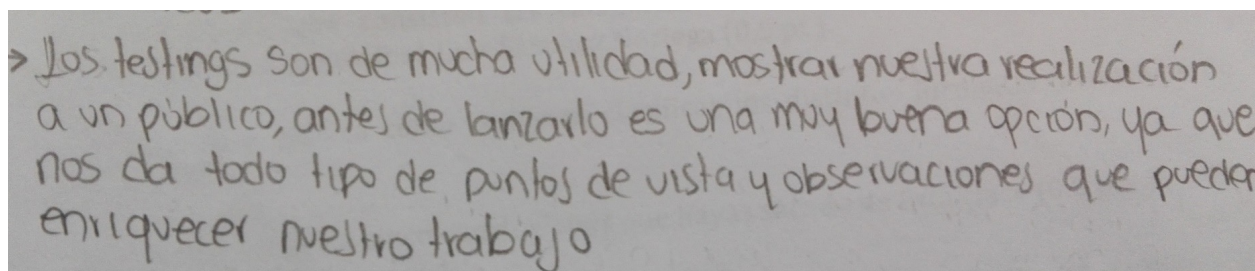 → Los testings son de mucha utilidad, mostrar nuestra realización
a un público, antes de lanzarlo es una muy buena opción, ya que
nos da todo tipo de puntos de vista y observaciones que pueden
enriquecer nuestro trabajo